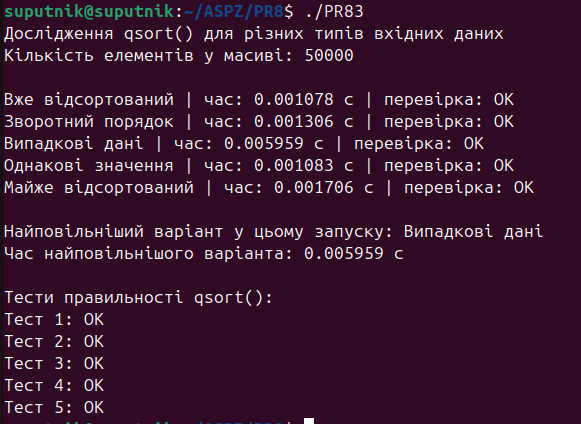 suputnik@suputnik:~/ASPZ/PR8$ ./PR83
Дослідження qsort() для різних типів вхідних даних
Кількість елементів у масиві: 50000
Вже відсортований | час: 0.001078 с | перевірка: OK
Зворотний порядок | час: 0.001306 с | перевірка: OK
Випадкові дані | час: 0.005959 с | перевірка: OK
Однакові значення | час: 0.001083 с | перевірка: OK
Майже відсортований | час: 0.001706 с | перевірка: OK
Найповільніший варіант у цьому запуску: Випадкові дані
Час найповільнішого варіанта: 0.005959 с
Тести правильності qsort():
Тест 1: OK
Тест 2: OK
Тест 3: OK
Тест 4: OK
Тест 5: OK